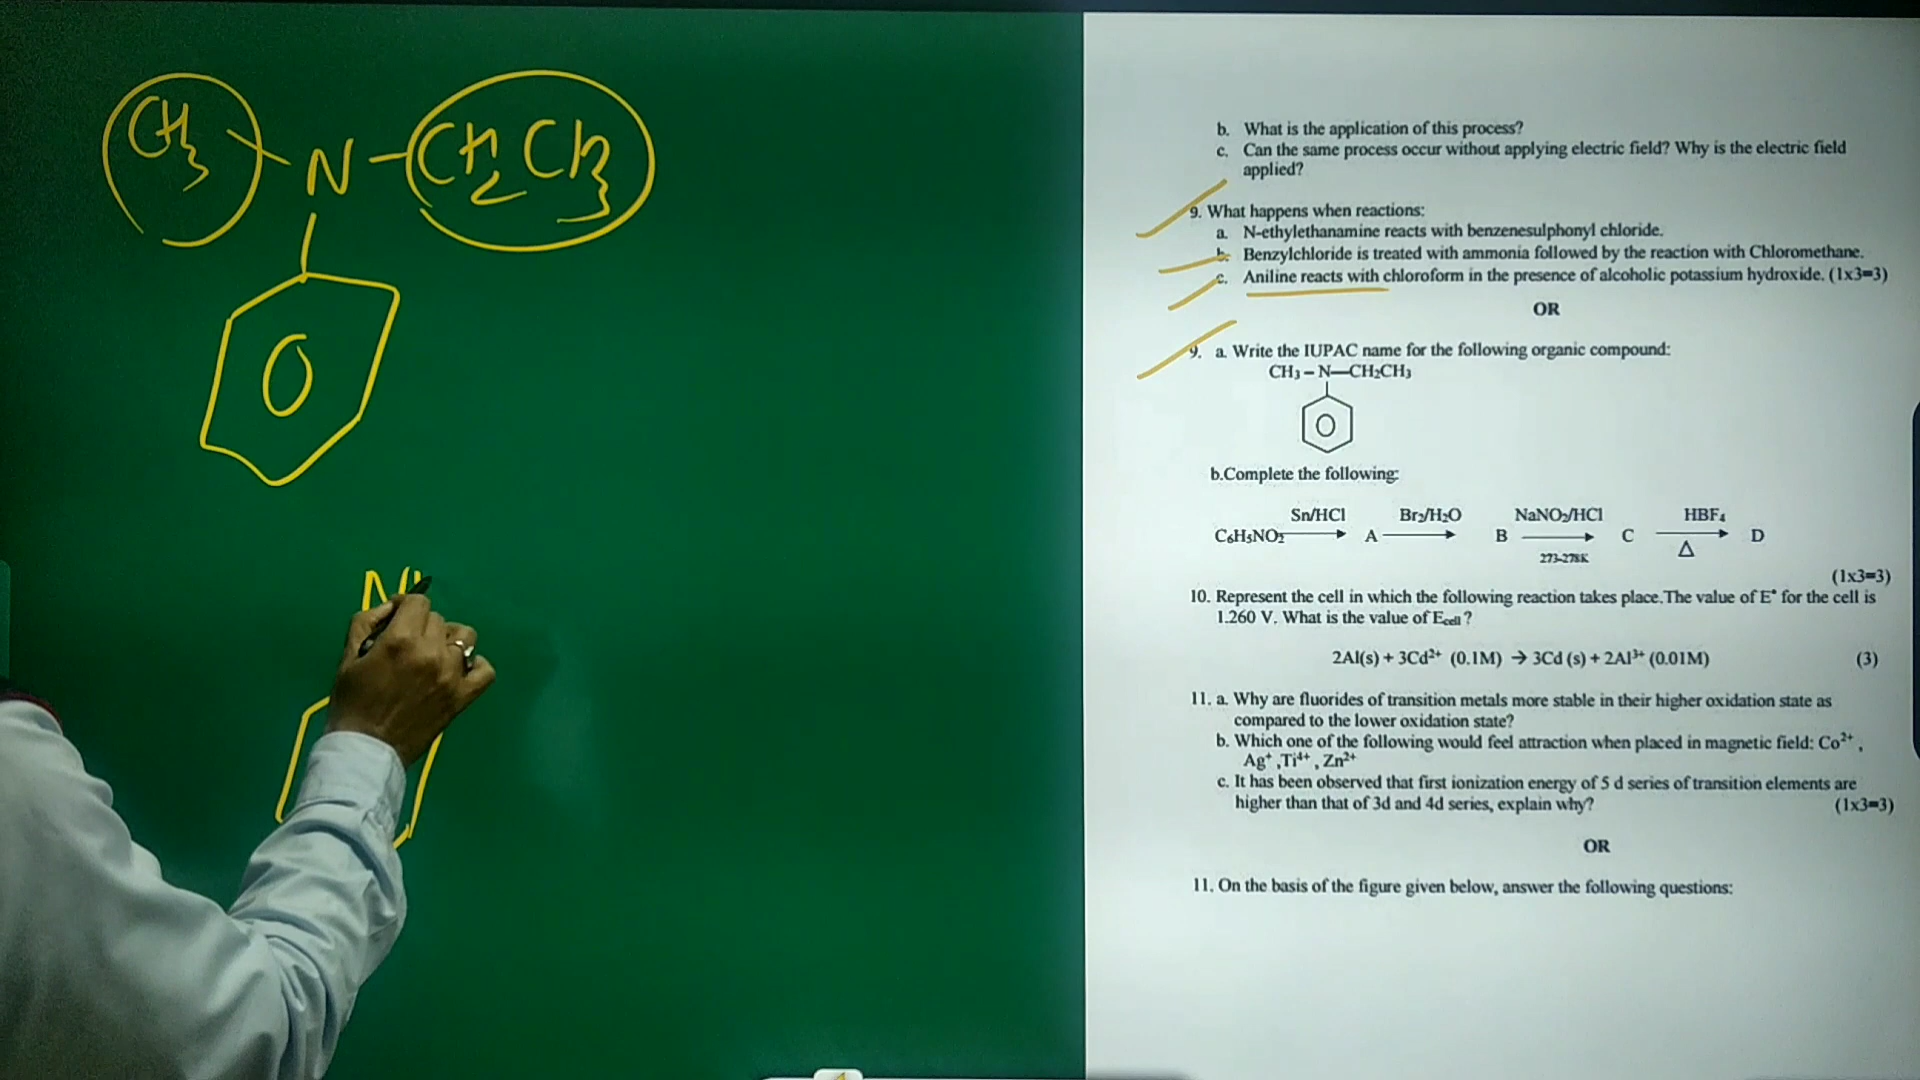 CH3
N
CH2CH3
b. What is the application of this process?
c. Can the same process occur without applying electric field? Why is the electric field
applied?
9. What happens when reactions:
a. N-ethylethanamine reacts with benzenesulphonyl chloride.
b. Benzylchloride is treated with ammonia followed by the reaction with Chloromethane.
c. Aniline reacts with chloroform in the presence of alcoholic potassium hydroxide. (1x3=3)
OR
9. a. Write the IUPAC name for the following organic compound:
CH₃ – N—CH₂CH₃
b.Complete the following:
Sn/HCl Br₂/H₂O NaNO₂/HCl HBF₄
C₆H₅NO₂ → A → B → C → D
273-278K Δ
(1x3=3)
10. Represent the cell in which the following reaction takes place.The value of E˚ for the cell is
1.260 V. What is the value of Ecell ?
2Al(s) + 3Cd²⁺ (0.1M) → 3Cd (s) + 2Al³⁺ (0.01M) (3)
11. a. Why are fluorides of transition metals more stable in their higher oxidation state as
compared to the lower oxidation state?
b. Which one of the following would feel attraction when placed in magnetic field: Co²⁺ ,
Ag⁺ ,Ti⁴⁺ , Zn²⁺
c. It has been observed that first ionization energy of 5 d series of transition elements are
higher than that of 3d and 4d series, explain why? (1x3=3)
OR
11. On the basis of the figure given below, answer the following questions: